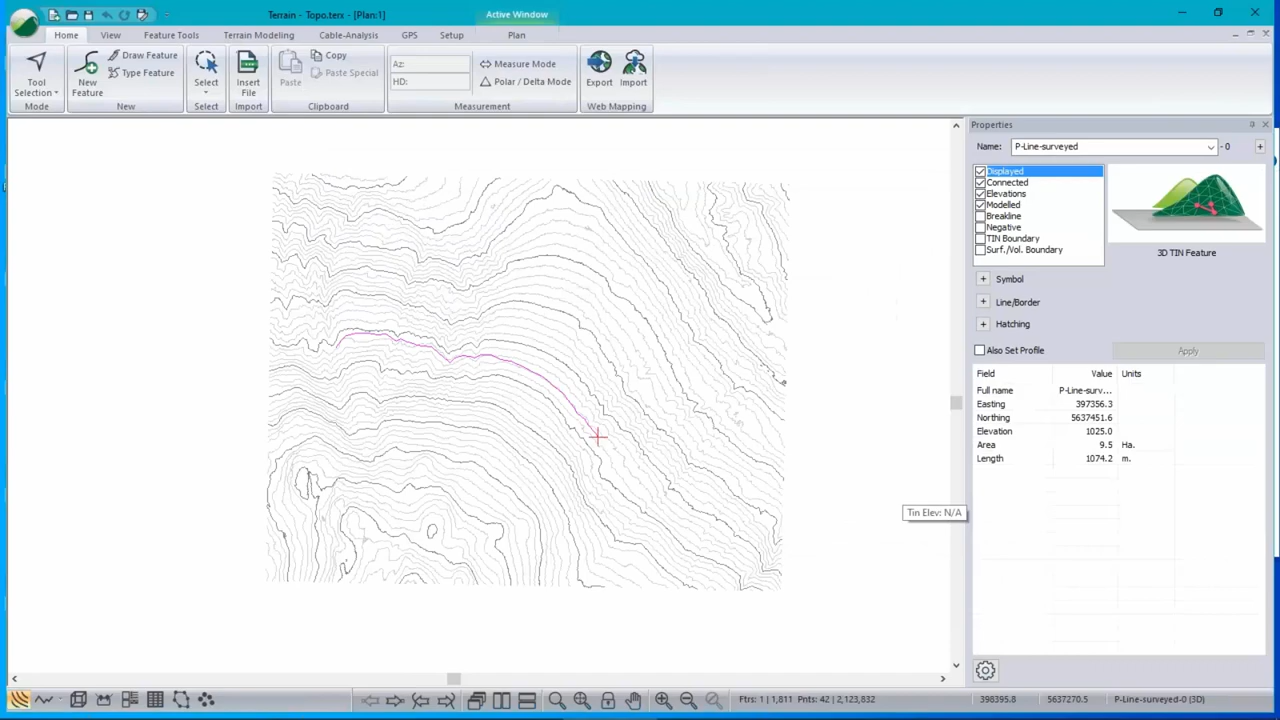 Terrain - Topo.terx - [Plan:1]
Active Window
Home
View
Feature Tools
Terrain Modeling
Cable-Analysis
GPS
Setup
Plan
Tool
Selection
Mode
New
Feature
Draw Feature
Type Feature
New
Select
Select
Insert
File
Import
Paste
Copy
Paste Special
Clipboard
Az:
HD:
Measure Mode
Polar / Delta Mode
Measurement
Export
Import
Web Mapping
Properties
Name:
P-Line-surveyed
- 0
Displayed
Connected
Elevations
Modelled
Breakline
Negative
TIN Boundary
Surf./Vol. Boundary
3D TIN Feature
Symbol
Line/Border
Hatching
Also Set Profile
Apply
Field Value Units
Full name P-Line-surv...
Easting 397356.3
Northing 5637451.6
Elevation 1025.0
Area 9.5 Ha.
Length 1074.2 m.
Tin Elev: N/A
Ftrs: 1 | 1,811 Pnts: 42 | 2,123,832
398395.8
5637270.5
P-Line-surveyed-0 (3D)